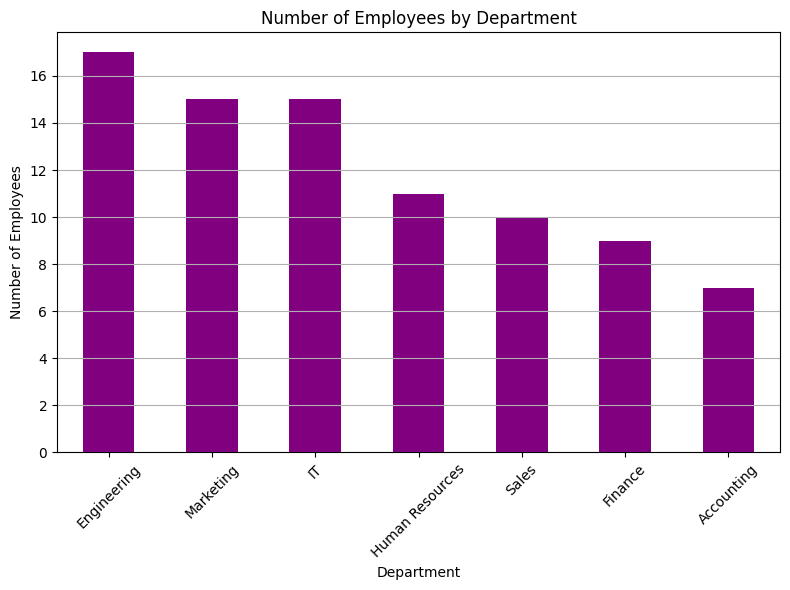 Number of Employees by Department
Number of Employees
16
14
12
10
8
6
4
2
0
Engineering
Marketing
IT
Human Resources
Sales
Finance
Accounting
Department